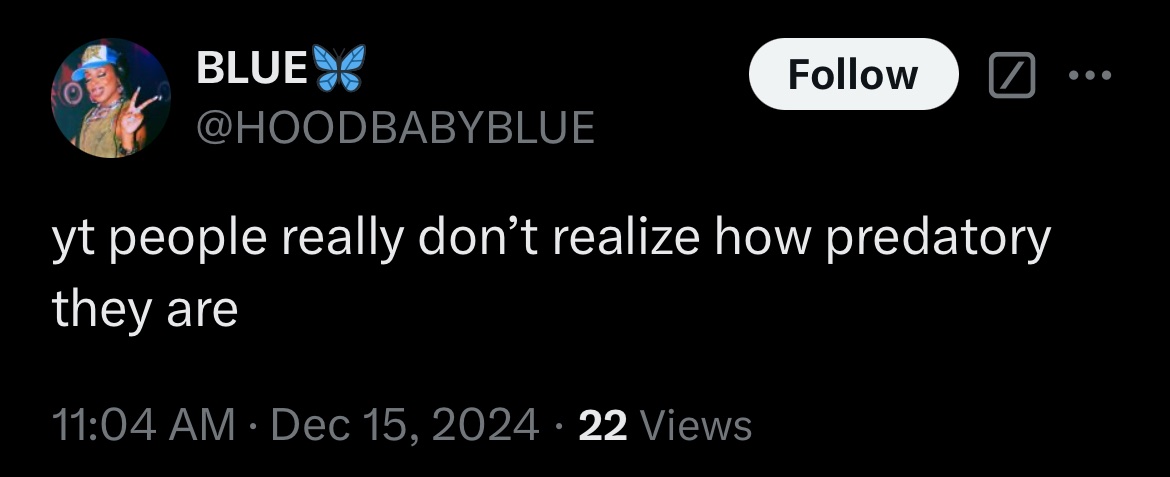 BLUE🦋
@HOODBABYBLUE
Follow
yt people really don’t realize how predatory
they are
11:04 AM · Dec 15, 2024 · 22 Views